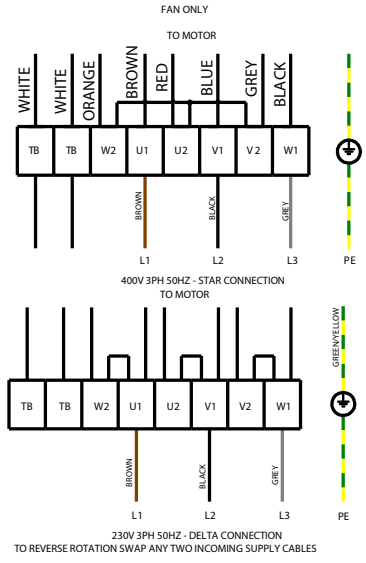 FAN ONLY
TO MOTOR
WHITE WHITE ORANGE BROWN RED BLUE GREY BLACK
TB TB W2 U1 U2 V1 V2 W1
BROWN BLACK GREY
L1 L2 L3 PE
400V 3PH 50HZ - STAR CONNECTION
TO MOTOR
GREEN/YELLOW
TB TB W2 U1 U2 V1 V2 W1
BROWN BLACK GREY
L1 L2 L3 PE
230V 3PH 50HZ - DELTA CONNECTION
TO REVERSE ROTATION SWAP ANY TWO INCOMING SUPPLY CABLES